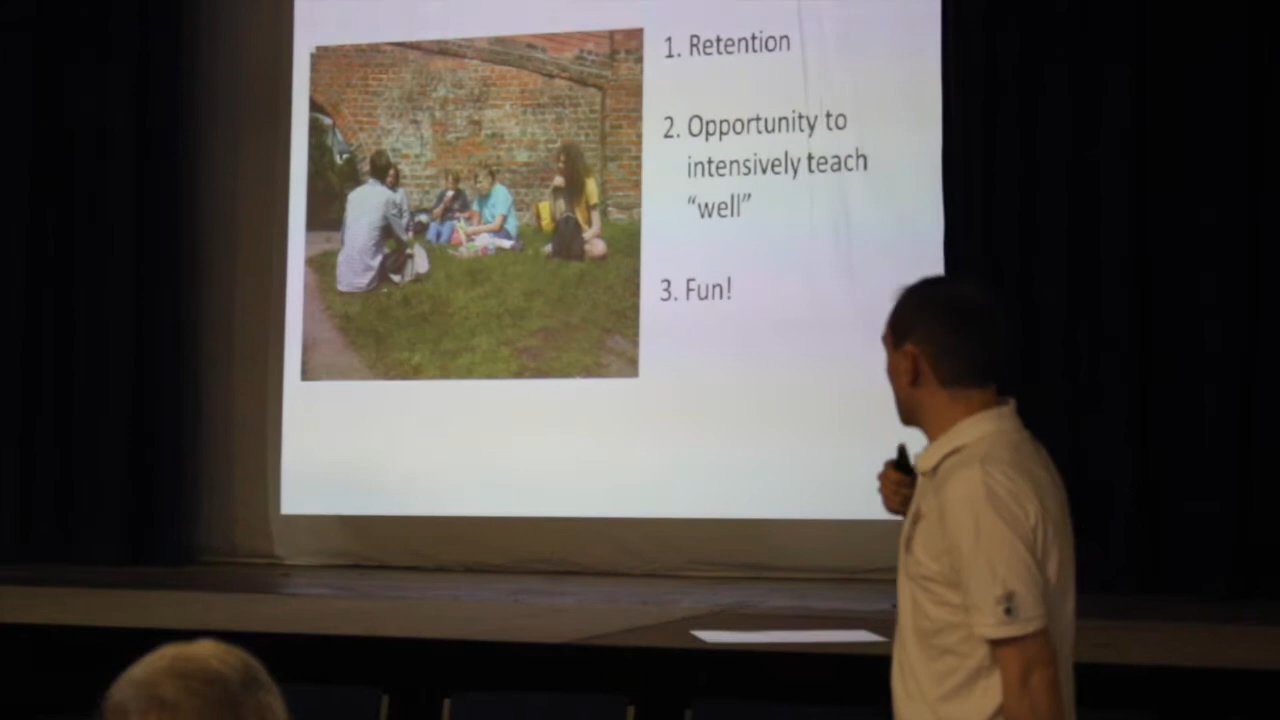 1. Retention
2. Opportunity to
intensively teach
“well”
3. Fun!